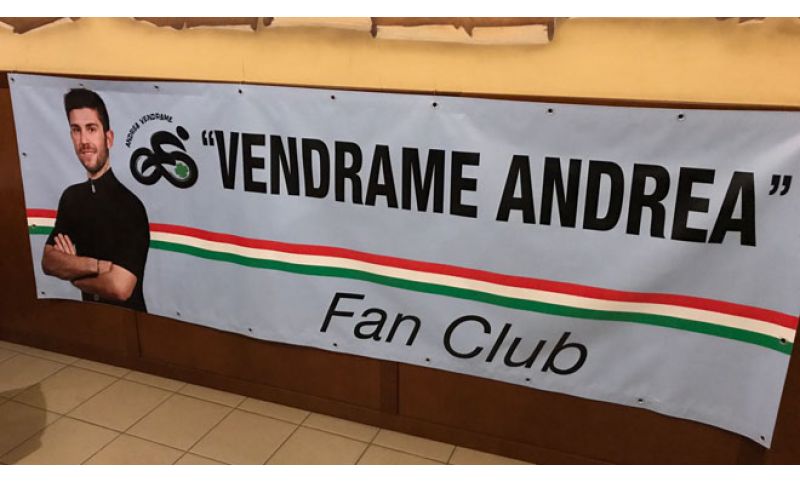 ANDREA VENDRAME
"VENDRAME ANDREA"
Fan Club